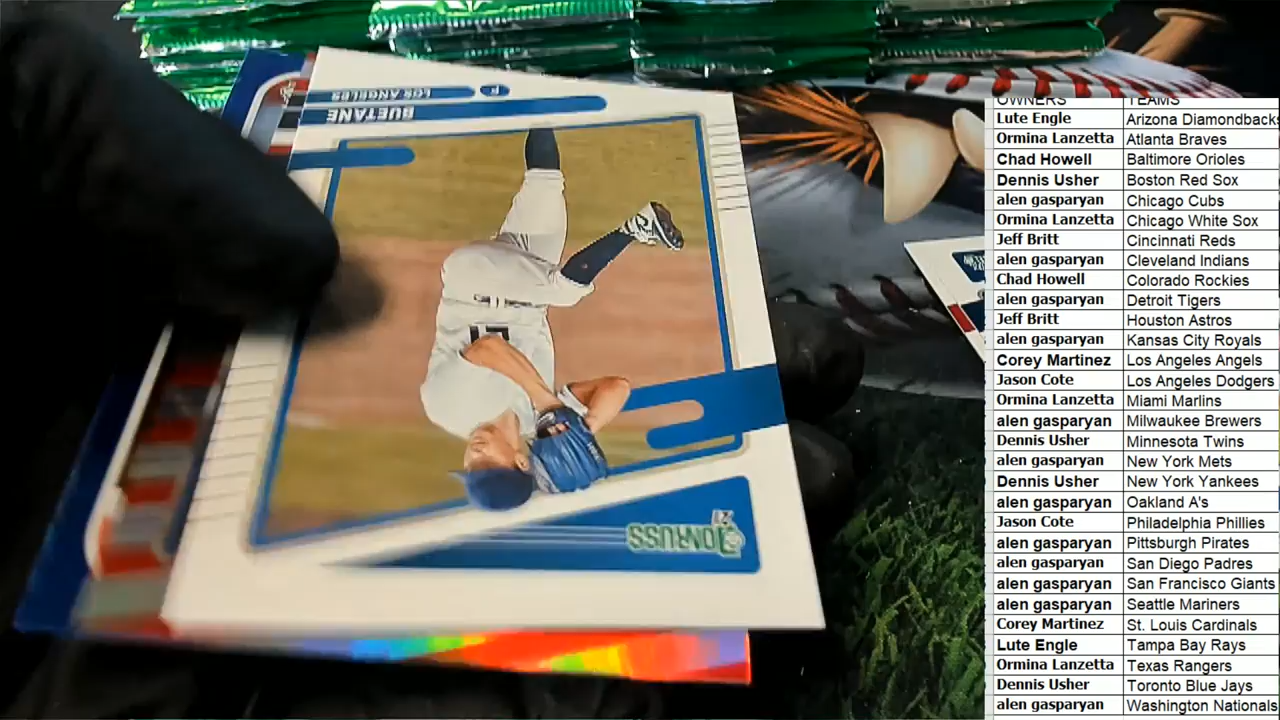 LOS ANGELES
P
BUETANE
DONRUSS
21
OWNERS TEAMS
Lute Engle Arizona Diamondbacks
Ormina Lanzetta Atlanta Braves
Chad Howell Baltimore Orioles
Dennis Usher Boston Red Sox
alen gasparyan Chicago Cubs
Ormina Lanzetta Chicago White Sox
Jeff Britt Cincinnati Reds
alen gasparyan Cleveland Indians
Chad Howell Colorado Rockies
alen gasparyan Detroit Tigers
Jeff Britt Houston Astros
alen gasparyan Kansas City Royals
Corey Martinez Los Angeles Angels
Jason Cote Los Angeles Dodgers
Ormina Lanzetta Miami Marlins
alen gasparyan Milwaukee Brewers
Dennis Usher Minnesota Twins
alen gasparyan New York Mets
Dennis Usher New York Yankees
alen gasparyan Oakland A's
Jason Cote Philadelphia Phillies
alen gasparyan Pittsburgh Pirates
alen gasparyan San Diego Padres
alen gasparyan San Francisco Giants
alen gasparyan Seattle Mariners
Corey Martinez St. Louis Cardinals
Lute Engle Tampa Bay Rays
Ormina Lanzetta Texas Rangers
Dennis Usher Toronto Blue Jays
alen gasparyan Washington Nationals